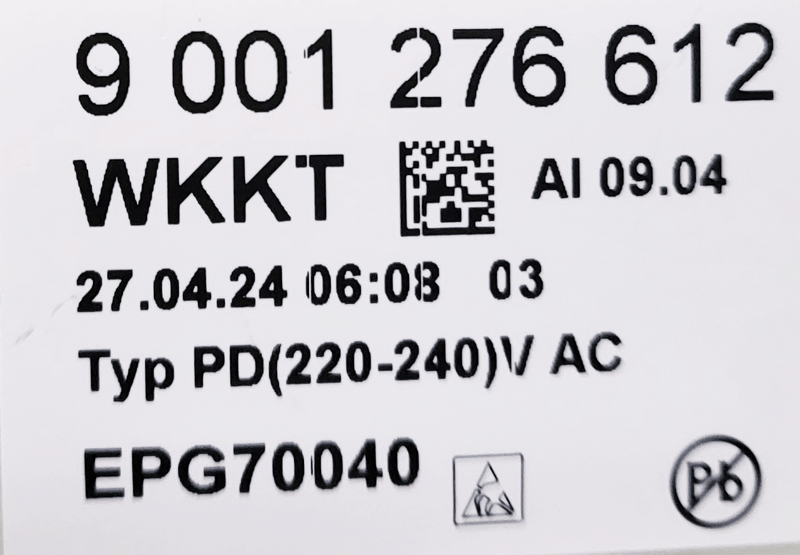 9 001 276 612
WKKT AI 09.04
27.04.24 06:08 03
Typ PD(220-240)V AC
EPG70040
Pb